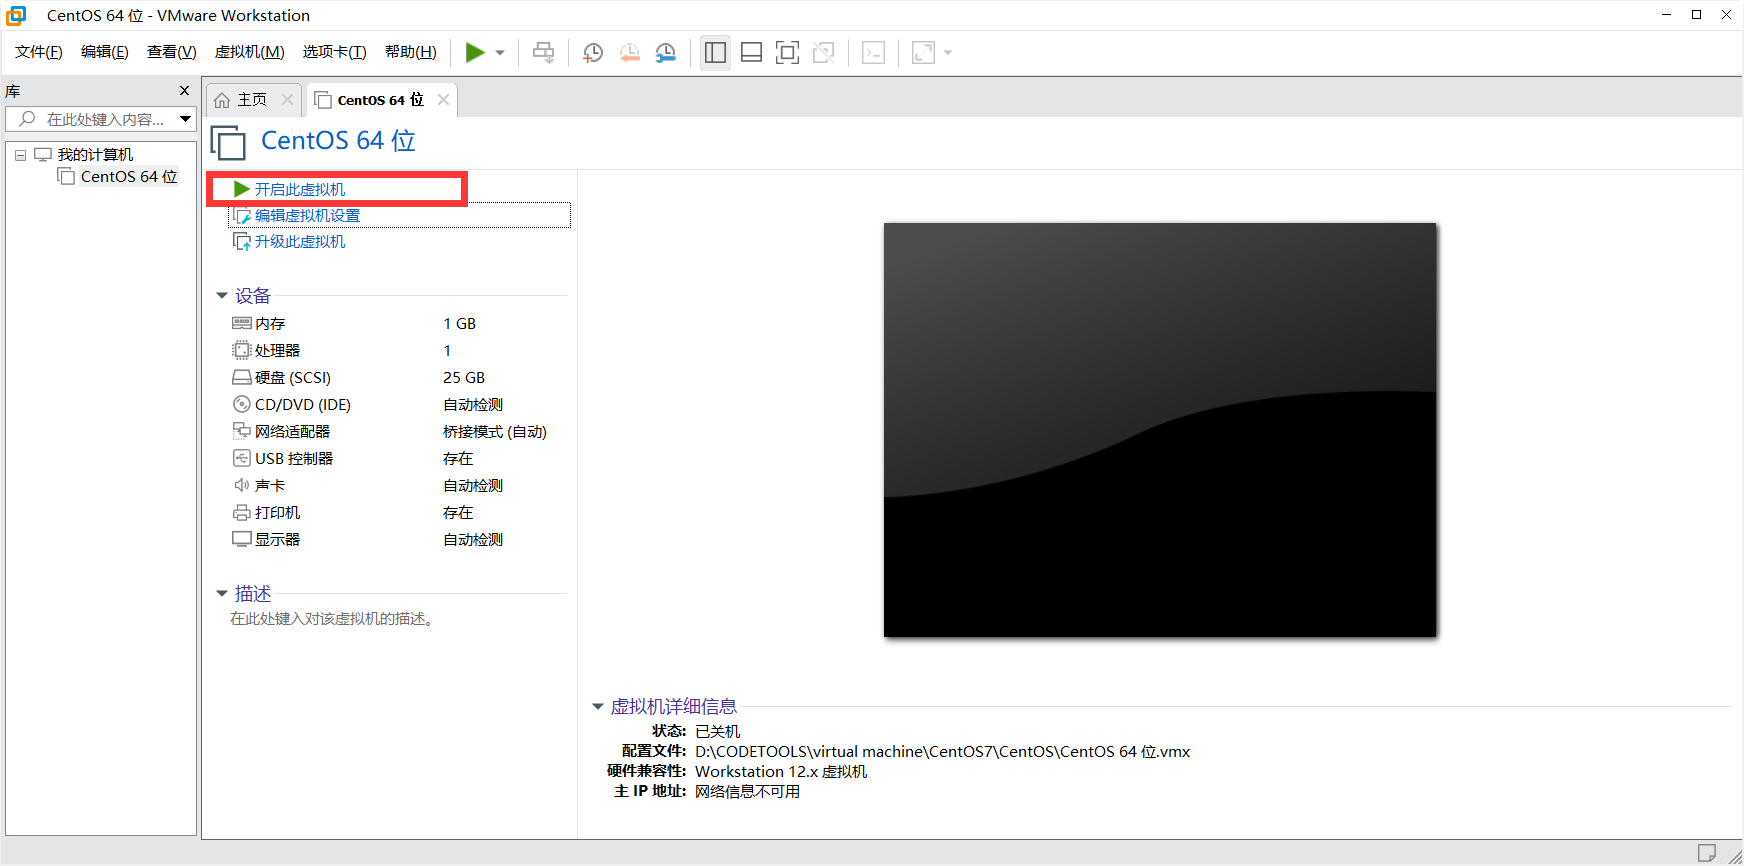 CentOS 64 位 - VMware Workstation
文件(F) 编辑(E) 查看(V) 虚拟机(M) 选项卡(T) 帮助(H)
库
主页
CentOS 64 位
在此处键入内容...
我的计算机
CentOS 64 位
CentOS 64 位
开启此虚拟机
编辑虚拟机设置
升级此虚拟机
设备
内存 1 GB
处理器 1
硬盘 (SCSI) 25 GB
CD/DVD (IDE) 自动检测
网络适配器 桥接模式 (自动)
USB 控制器 存在
声卡 自动检测
打印机 存在
显示器 自动检测
描述
在此处键入对该虚拟机的描述。
虚拟机详细信息
状态: 已关机
配置文件: D:\CODETOOLS\virtual machine\CentOS7\CentOS\CentOS 64 位.vmx
硬件兼容性: Workstation 12.x 虚拟机
主 IP 地址: 网络信息不可用